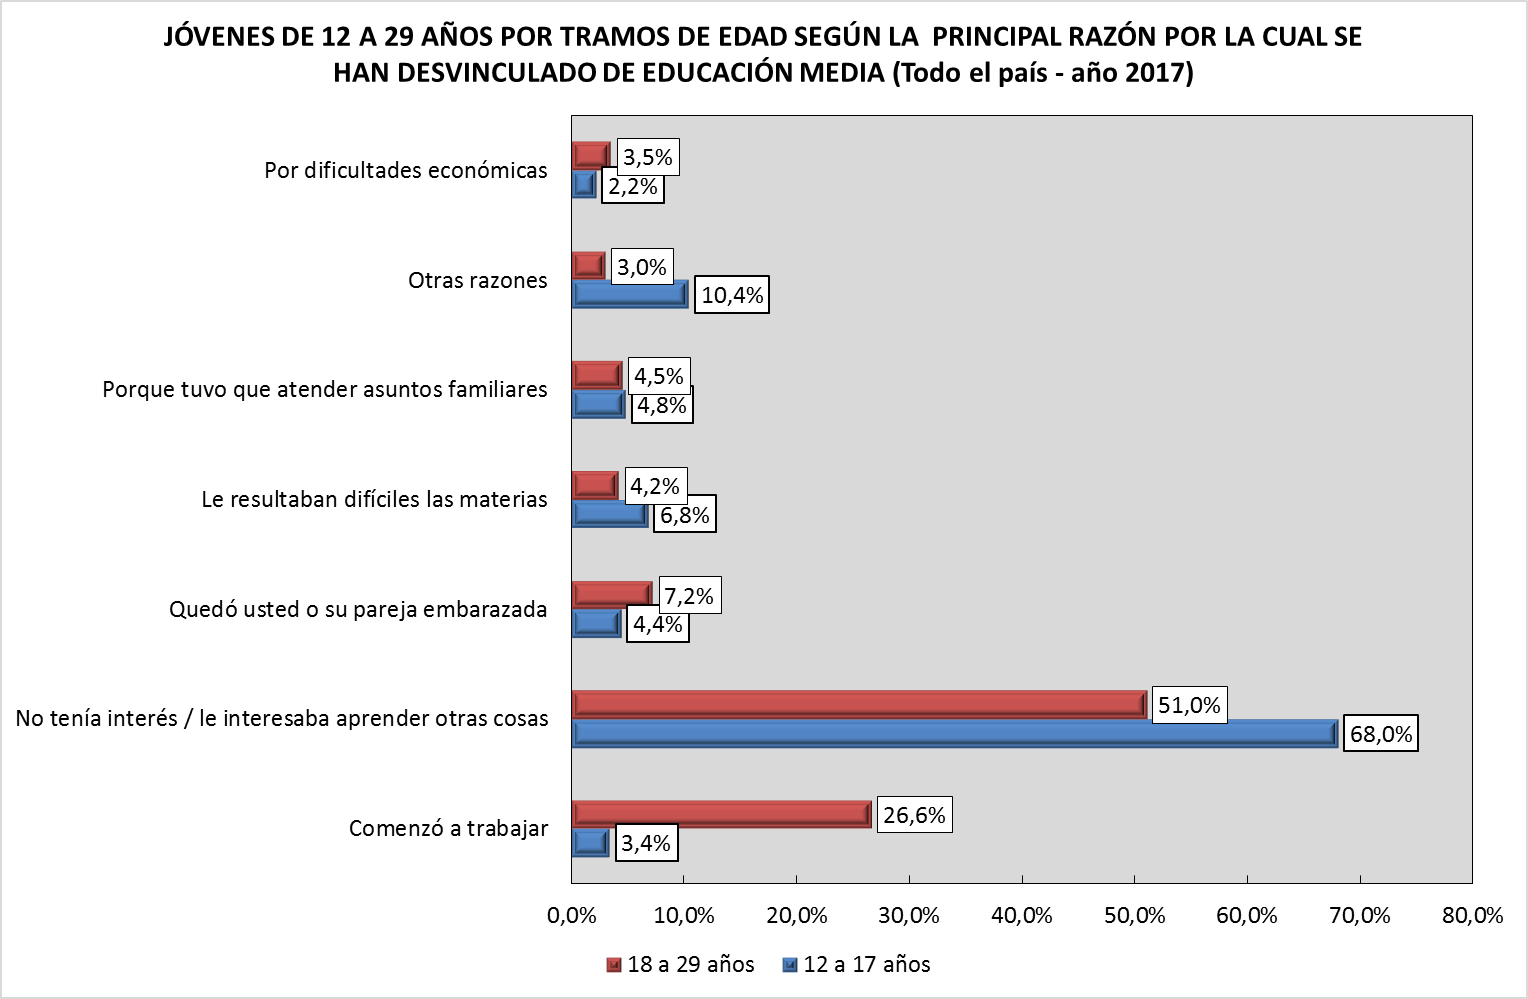 JÓVENES DE 12 A 29 AÑOS POR TRAMOS DE EDAD SEGÚN LA  PRINCIPAL RAZÓN POR LA CUAL SE
HAN DESVINCULADO DE EDUCACIÓN MEDIA (Todo el país - año 2017)
Por dificultades económicas
3,5%
2,2%
Otras razones
3,0%
10,4%
Porque tuvo que atender asuntos familiares
4,5%
4,8%
Le resultaban difíciles las materias
4,2%
6,8%
Quedó usted o su pareja embarazada
7,2%
4,4%
No tenía interés / le interesaba aprender otras cosas
51,0%
68,0%
Comenzó a trabajar
26,6%
3,4%
0,0% 10,0% 20,0% 30,0% 40,0% 50,0% 60,0% 70,0% 80,0%
18 a 29 años 12 a 17 años